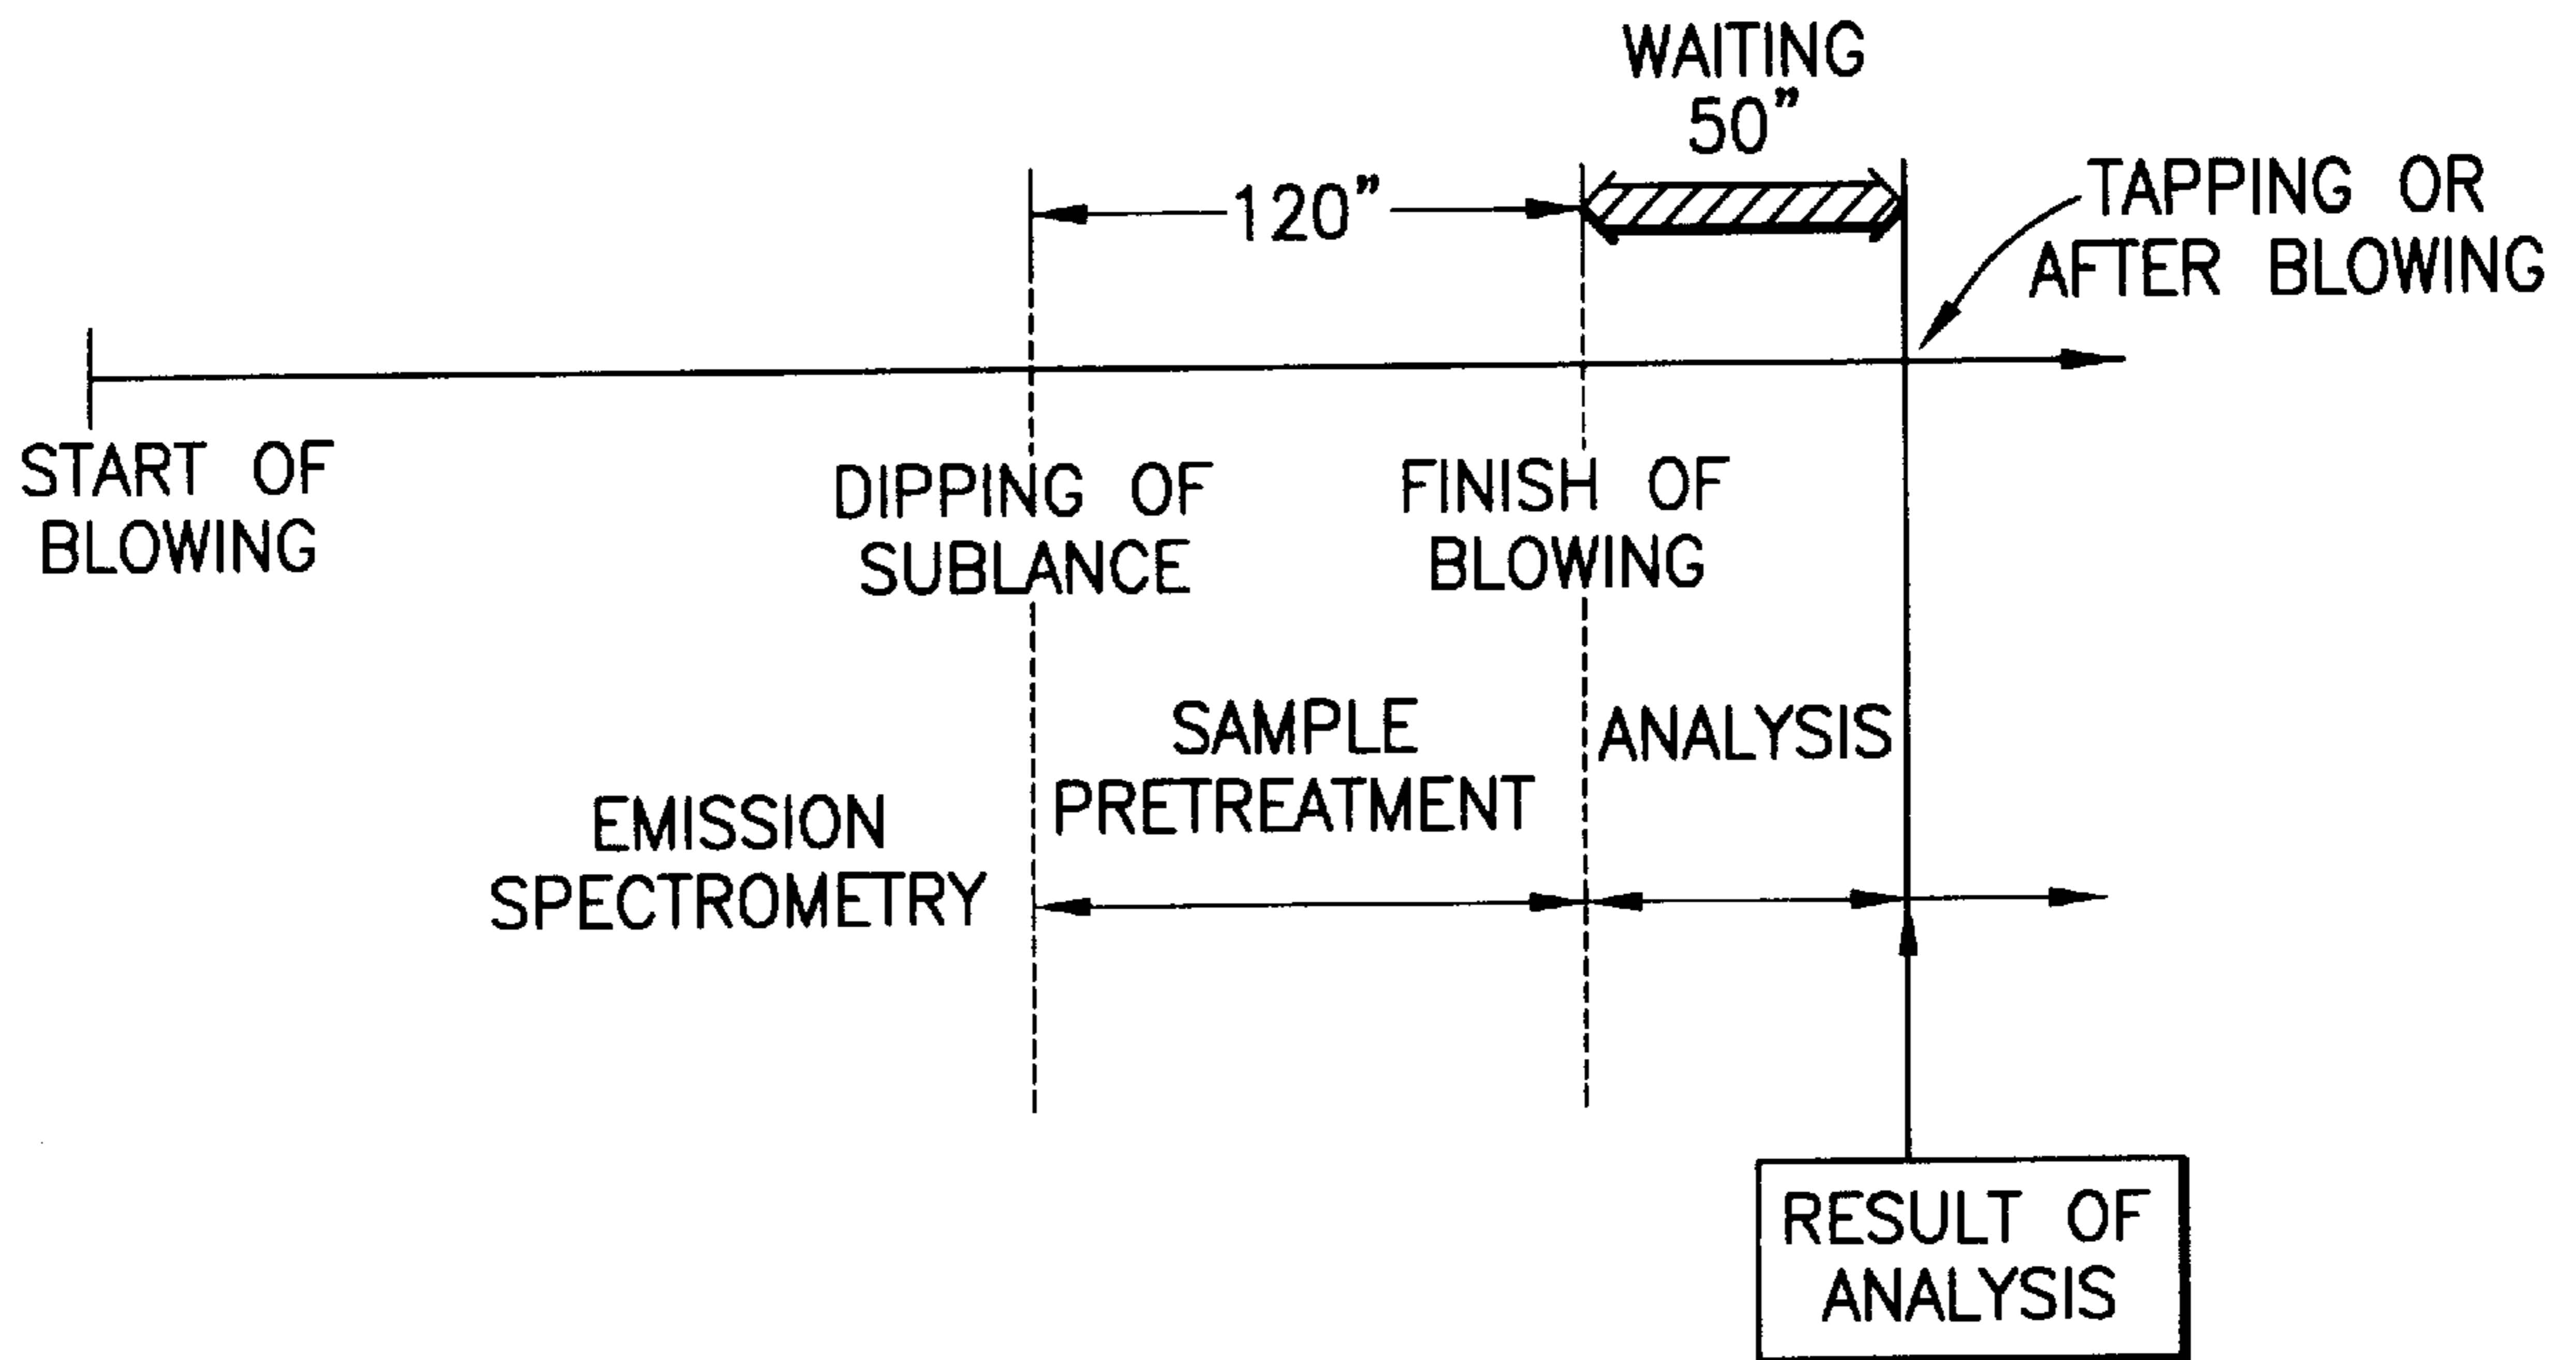 WAITING
50"
120"
TAPPING OR
AFTER BLOWING
START OF
BLOWING
DIPPING OF
SUBLANCE
FINISH OF
BLOWING
SAMPLE
PRETREATMENT
ANALYSIS
EMISSION
SPECTROMETRY
RESULT OF
ANALYSIS